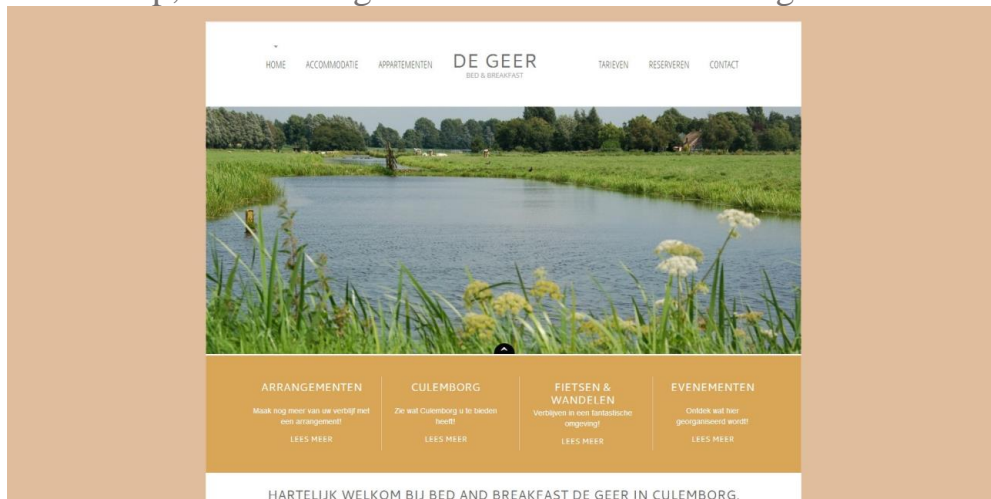 HOME ACCOMMODATIE APPARTEMENTEN DE GEER TARIEVEN RESERVEREN CONTACT
BED & BREAKFAST
ARRANGEMENTEN
Maak nog meer van uw verblijf met
een arrangement!
LEES MEER
CULEMBORG
Zie wat Culemborg u te bieden
heeft!
LEES MEER
FIETSEN &
WANDELEN
Verblijven in een fantastische
omgeving!
LEES MEER
EVENEMENTEN
Ontdek wat hier
georganiseerd wordt!
LEES MEER
HARTELIJK WELKOM BIJ BED AND BREAKFAST DE GEER IN CULEMBORG.